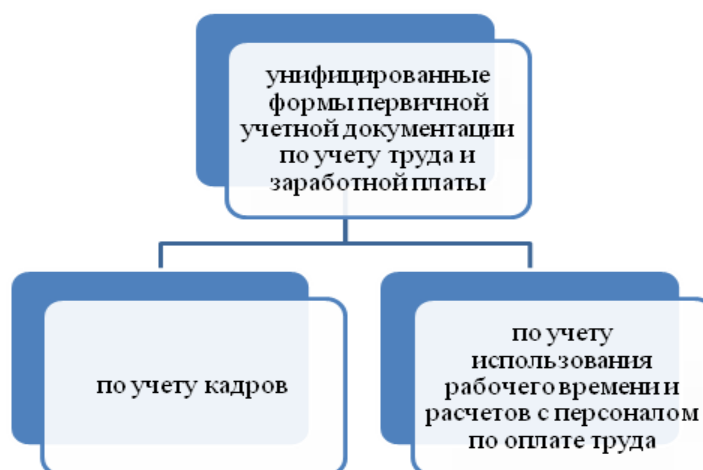 унифицированные
формы первичной
учетной документации
по учету труда и
заработной платы
по учету кадров
по учету
использования
рабочего времени и
расчетов с персоналом
по оплате труда